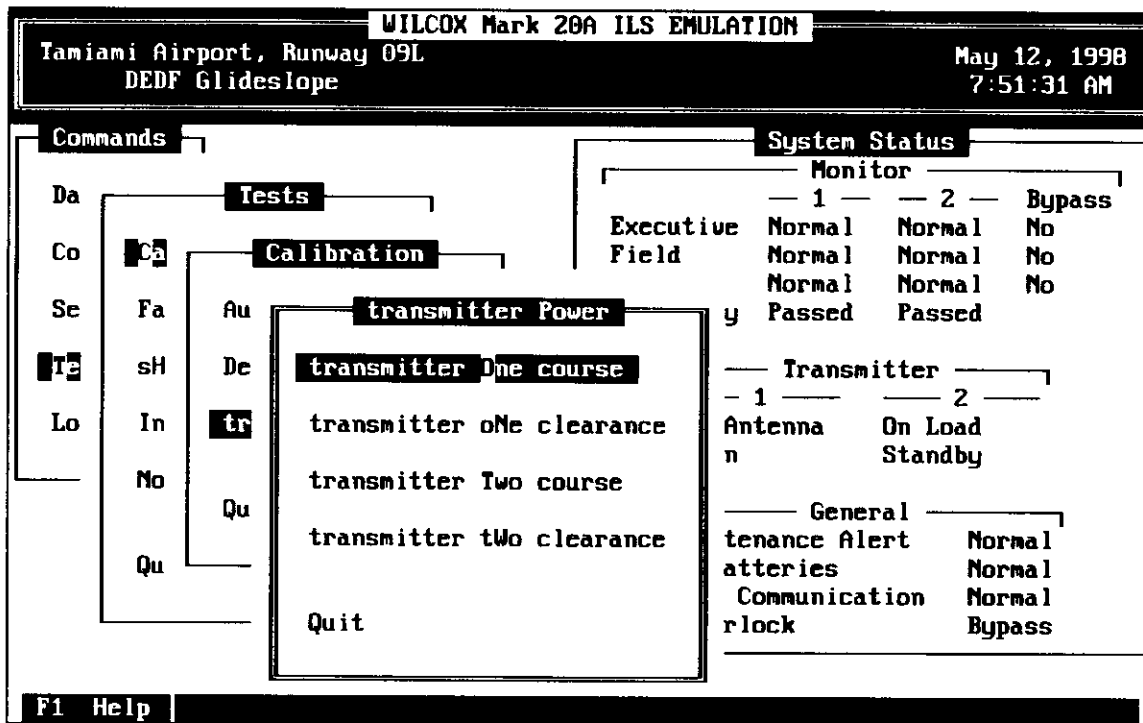 WILCOX Mark 20A ILS EMULATION
Tamiami Airport, Runway 09L
DEDF Glideslope
May 12, 1998
7:51:31 AM
Commands
Da
Co
Se
Te
Lo
Tests
Ca
Fa
sH
In
No
Qu
Calibration
Au
De
tr
Qu
transmitter Power
transmitter One course
transmitter oNe clearance
transmitter Two course
transmitter tWo clearance
Quit
System Status
Monitor
1 2 Bypass
Executive Normal Normal No
Field Normal Normal No
Normal Normal No
y Passed Passed
Transmitter
1 2
Antenna On Load
n Standby
General
tenance Alert Normal
atteries Normal
Communication Normal
rlock Bypass
F1 Help